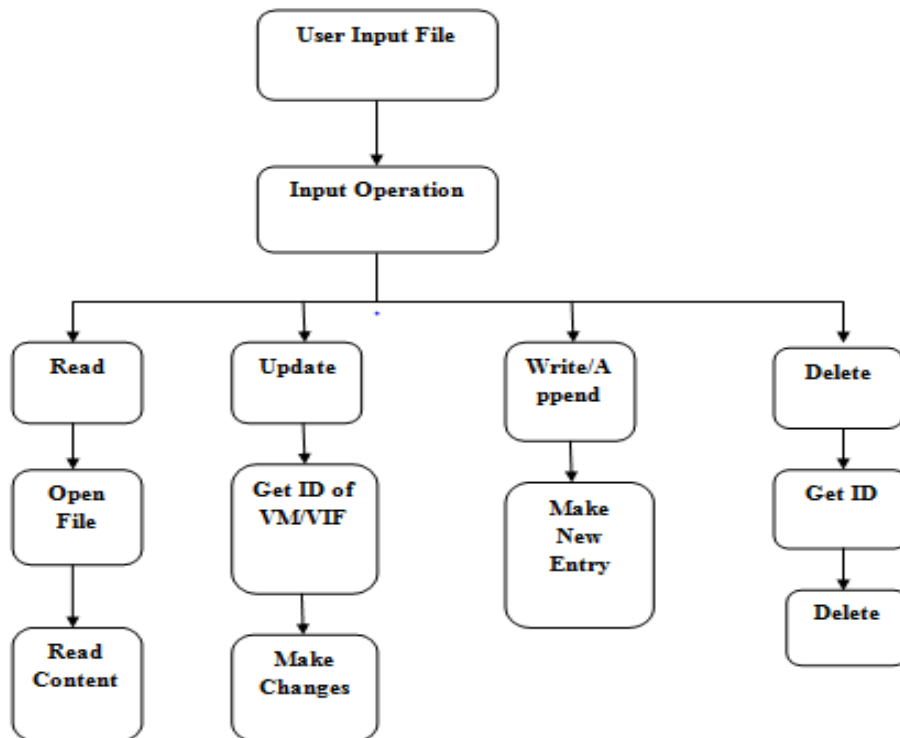 User Input File
Input Operation
Read
Update
Write/A
ppend
Delete
Open
File
Get ID of
VM/VIF
Make
New
Entry
Get ID
Read
Content
Make
Changes
Delete